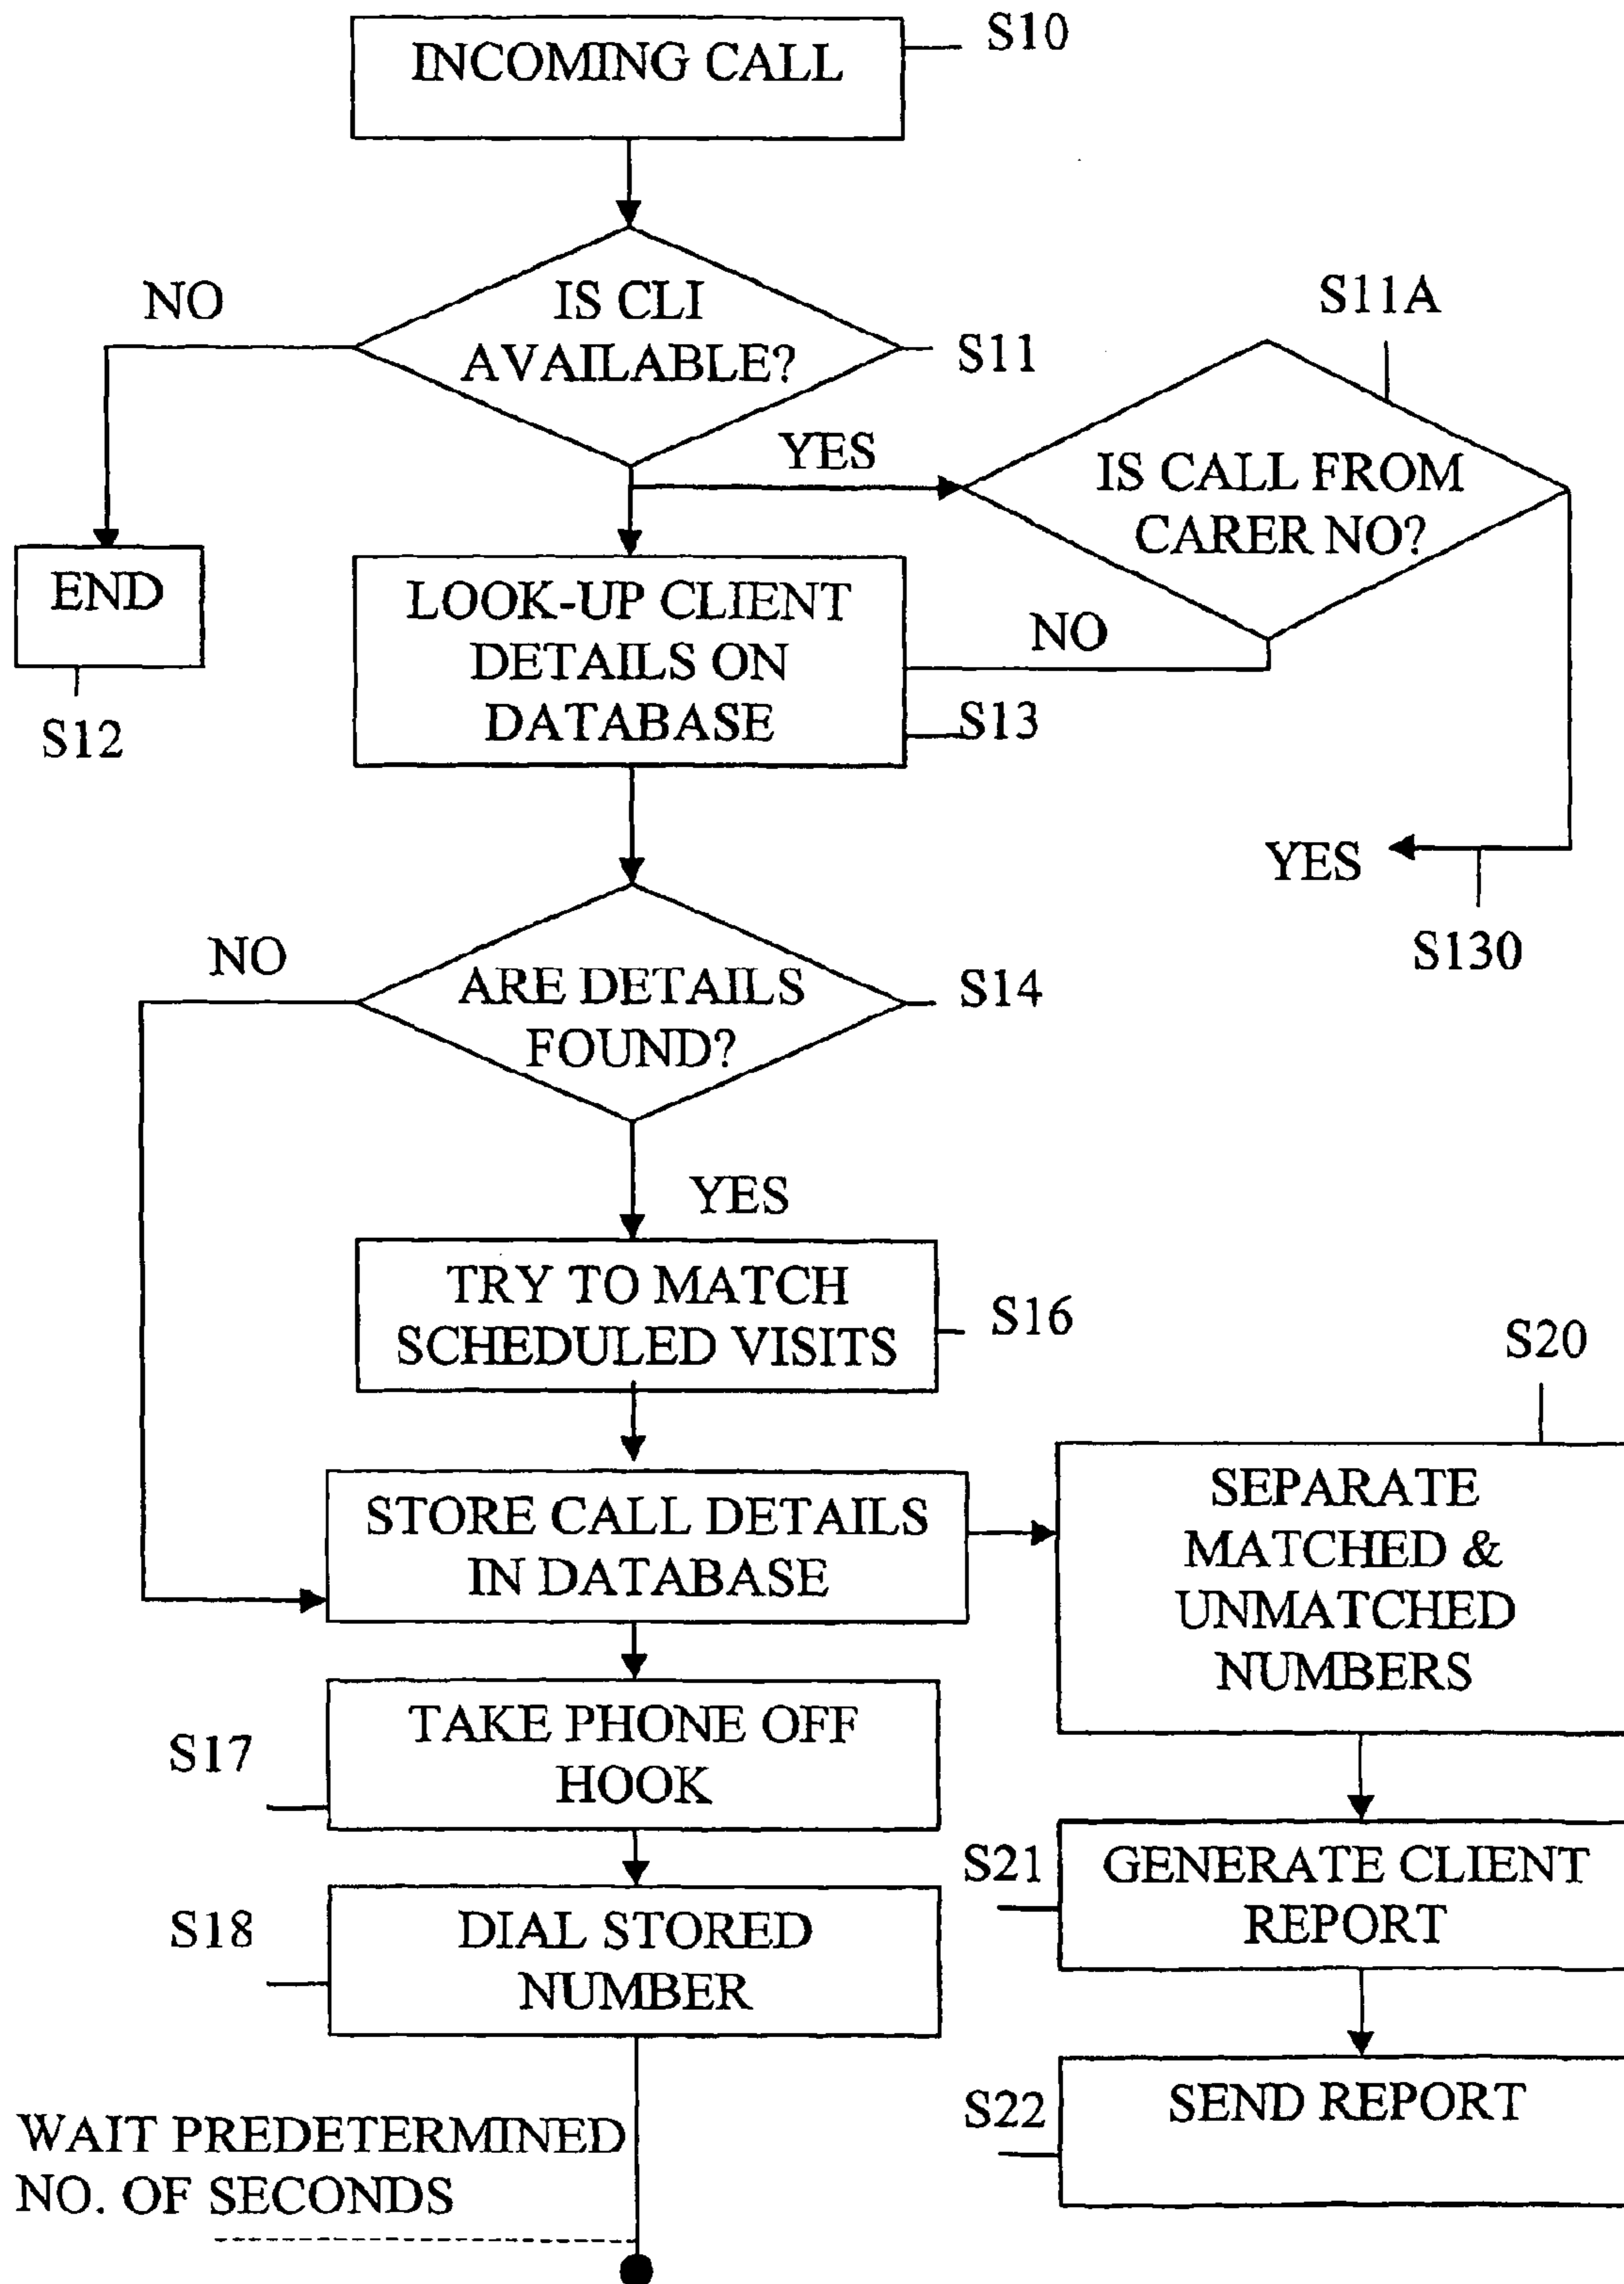 INCOMING CALL
S10
NO
IS CLI
AVAILABLE?
S11
S11A
YES
IS CALL FROM
CARER NO?
END
S12
LOOK-UP CLIENT
DETAILS ON
DATABASE
NO
S13
YES
S130
NO
ARE DETAILS
FOUND?
S14
YES
TRY TO MATCH
SCHEDULED VISITS
S16
S20
STORE CALL DETAILS
IN DATABASE
SEPARATE
MATCHED &
UNMATCHED
NUMBERS
S17
TAKE PHONE OFF
HOOK
S21
GENERATE CLIENT
REPORT
S18
DIAL STORED
NUMBER
S22
SEND REPORT
WAIT PREDETERMINED
NO. OF SECONDS